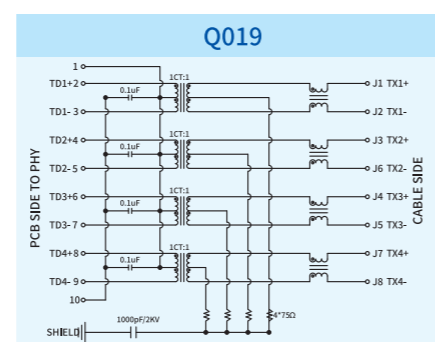 Q019
1
1CT:1
TD1+2
J1 TX1+
0.1uF
TD1- 3
J2 TX1-
1CT:1
TD2+4
J3 TX2+
0.1uF
TD2- 5
J6 TX2-
1CT:1
TD3+6
J4 TX3+
0.1uF
TD3- 7
J5 TX3-
1CT:1
TD4+8
J7 TX4+
0.1uF
TD4- 9
J8 TX4-
10
PCB SIDE TO PHY
CABLE SIDE
1000pF/2KV
4*75Ω
SHIELD